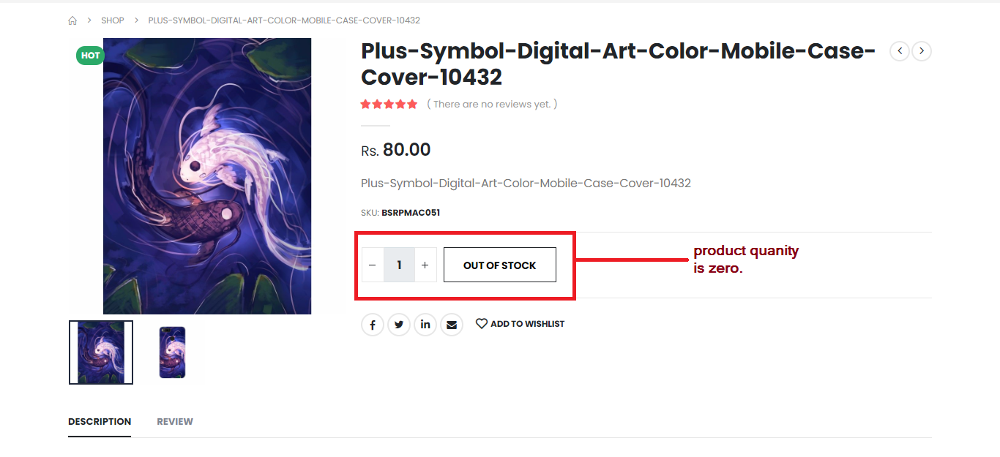 SHOP > PLUS-SYMBOL-DIGITAL-ART-COLOR-MOBILE-CASE-COVER-10432
HOT
Plus-Symbol-Digital-Art-Color-Mobile-Case-
Cover-10432
( There are no reviews yet. )
Rs. 80.00
Plus-Symbol-Digital-Art-Color-Mobile-Case-Cover-10432
SKU: BSRPMAC051
− 1 + OUT OF STOCK
product quanity
is zero.
ADD TO WISHLIST
DESCRIPTION REVIEW